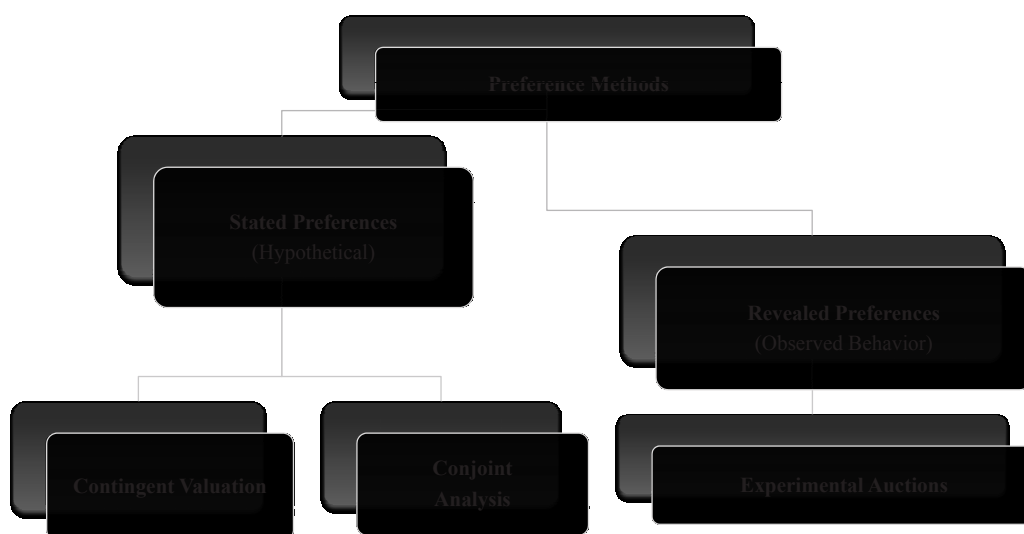 Preference Methods
Stated Preferences
(Hypothetical)
Revealed Preferences
(Observed Behavior)
Contingent Valuation
Conjoint
Analysis
Experimental Auctions